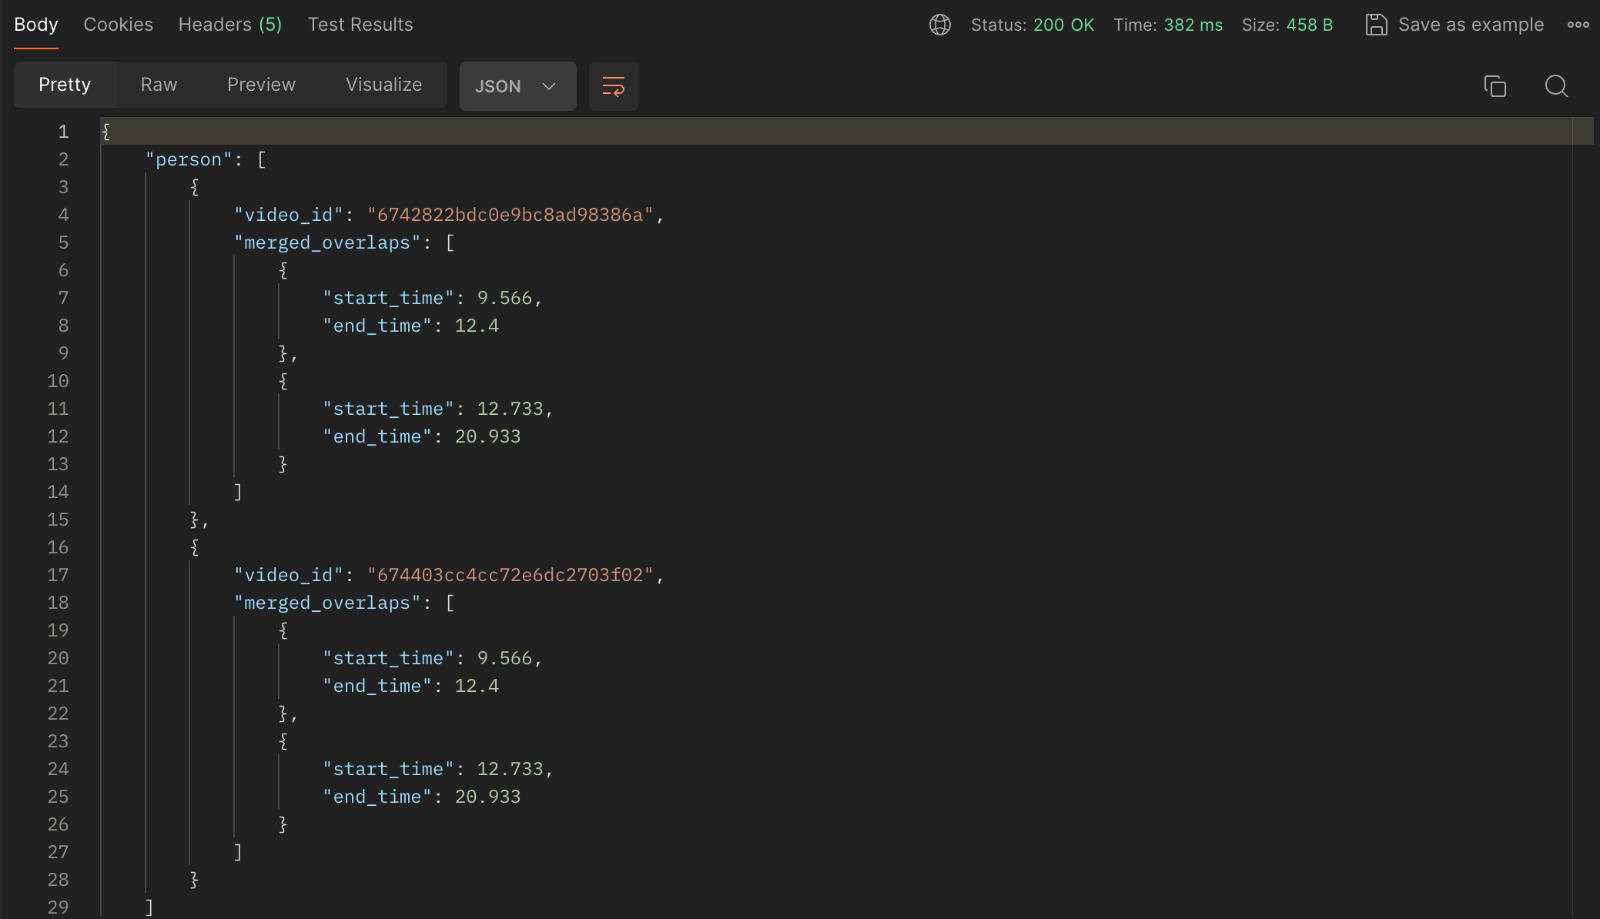 Body Cookies Headers (5) Test Results Status: 200 OK Time: 382 ms Size: 458 B Save as example
Pretty Raw Preview Visualize JSON
1 {
2 "person": [
3 {
4 "video_id": "6742822bdc0e9bc8ad98386a",
5 "merged_overlaps": [
6 {
7 "start_time": 9.566,
8 "end_time": 12.4
9 },
10 {
11 "start_time": 12.733,
12 "end_time": 20.933
13 }
14 ]
15 },
16 {
17 "video_id": "674403cc4cc72e6dc2703f02",
18 "merged_overlaps": [
19 {
20 "start_time": 9.566,
21 "end_time": 12.4
22 },
23 {
24 "start_time": 12.733,
25 "end_time": 20.933
26 }
27 ]
28 }
29 ]